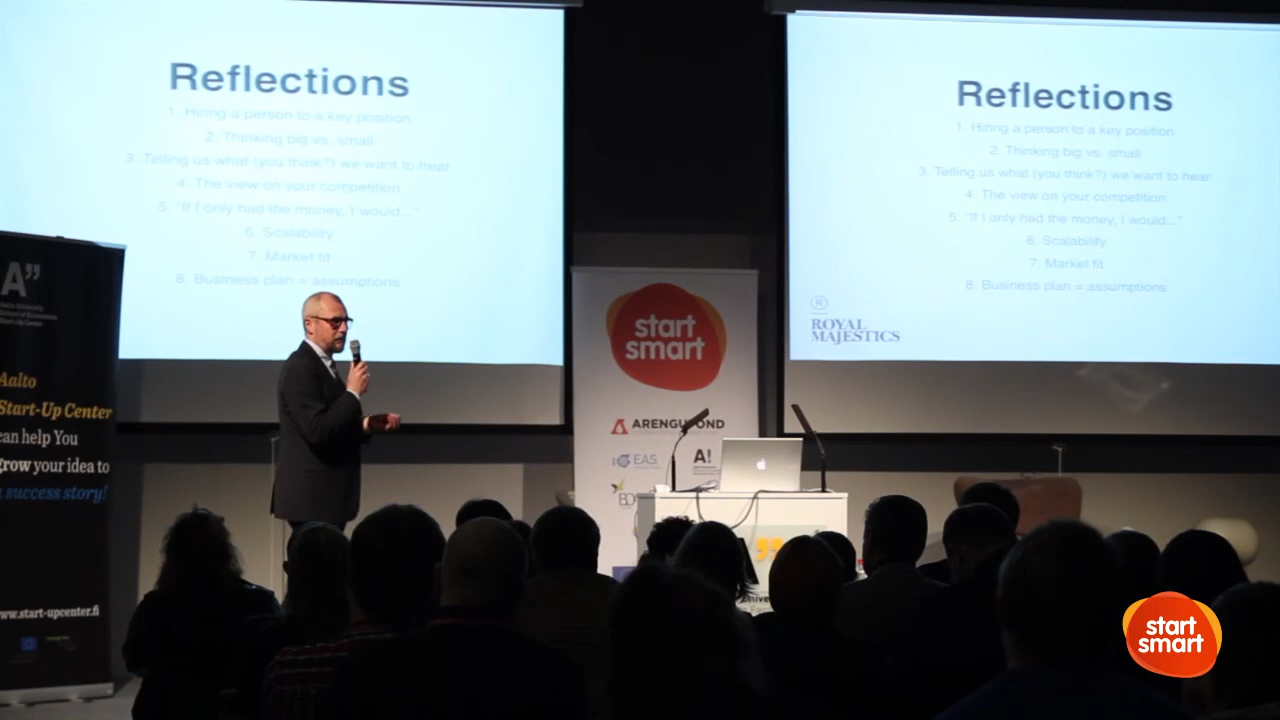 Reflections
1. Hiring a person to a key position
2. Thinking big vs. small
3. Telling us what (you think?) we want to hear
4. The view on your competition
5. "If I only had the money, I would..."
6. Scalability
7. Market fit
8. Business plan = assumptions
Reflections
1. Hiring a person to a key position
2. Thinking big vs. small
3. Telling us what (you think?) we want to hear
4. The view on your competition
5. "If I only had the money, I would..."
6. Scalability
7. Market fit
8. Business plan = assumptions
®
ROYAL
MAJESTICS
A”
Aalto
Start-Up Center
can help You
grow your idea to
success story!
www.start-upcenter.fi
start
smart
EAS
A!
start
smart